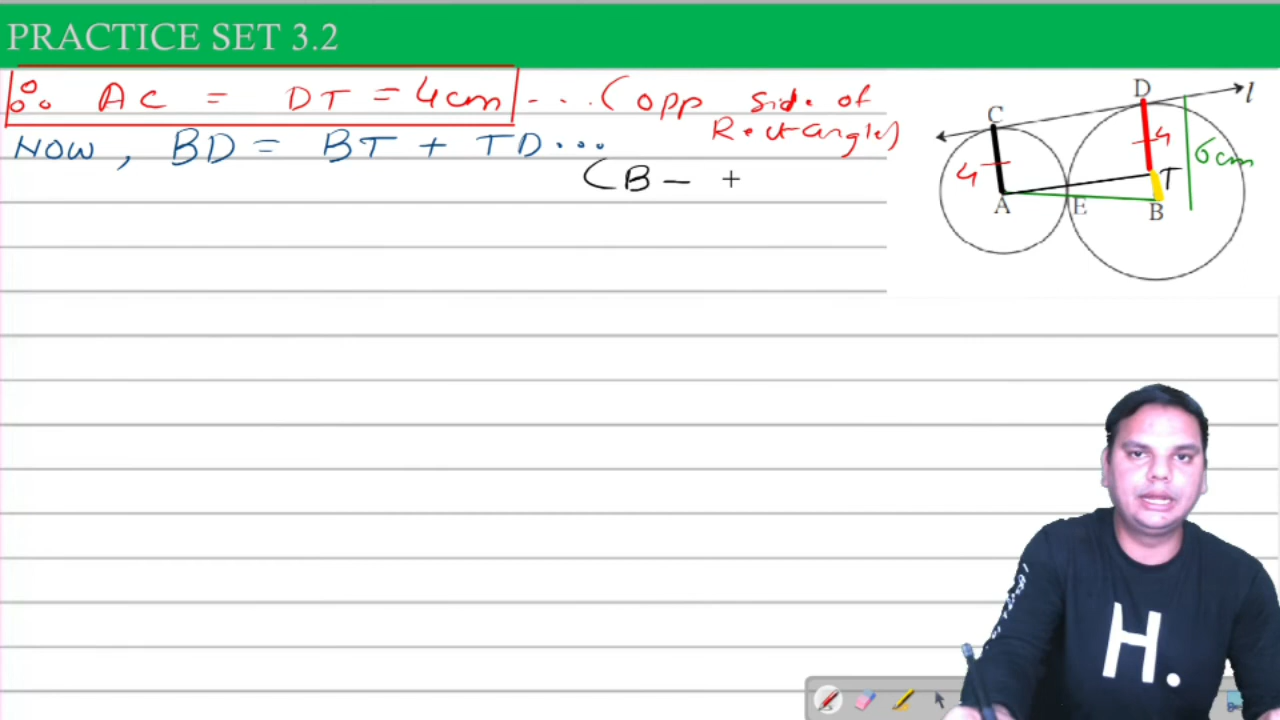 PRACTICE SET 3.2
∴ AC = DT = 4cm ... (opp side of Rectangle)
NOW, BD = BT + TD ...
(B - T
C
D
l
4
4
6cm
T
A
E
B
H.